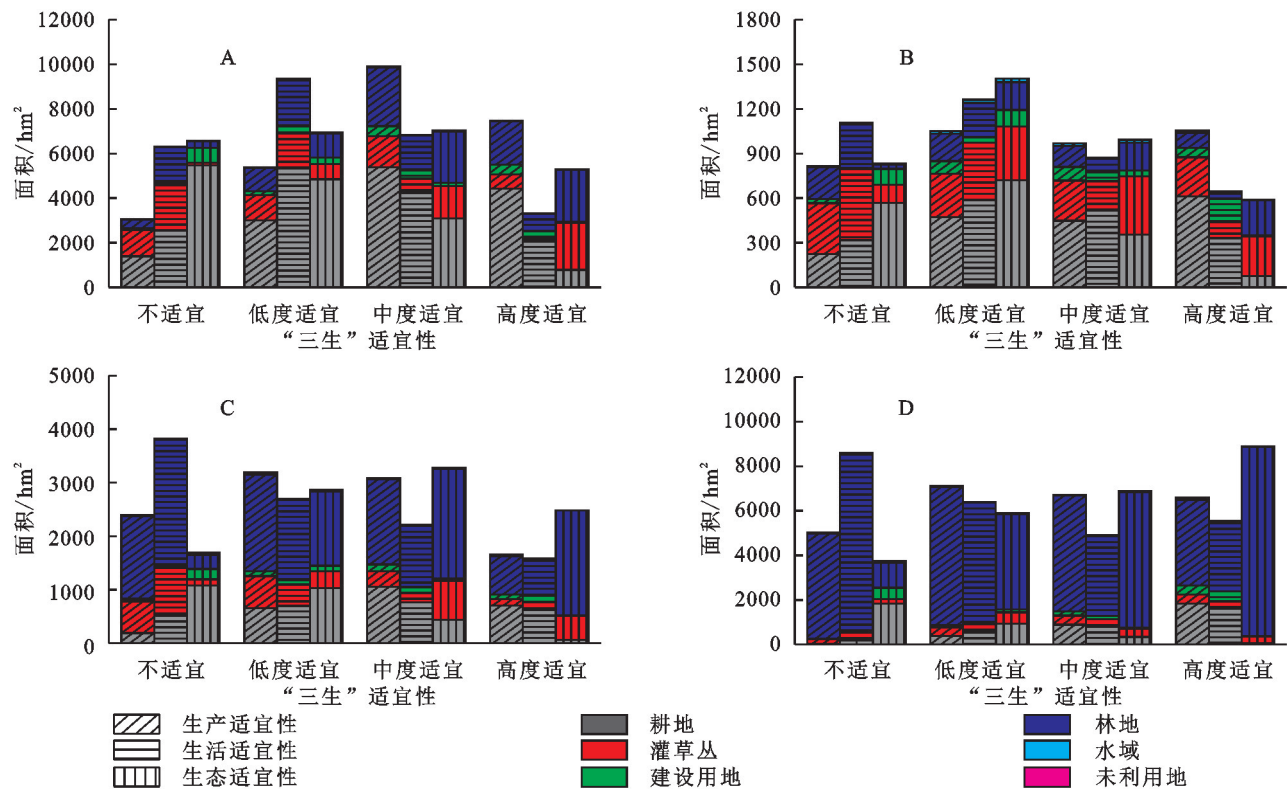 12000
10000
8000
6000
4000
2000
0
面积/hm²
A
不适宜 低度适宜 中度适宜 高度适宜
“三生”适宜性
1800
1500
1200
900
600
300
0
面积/hm²
B
不适宜 低度适宜 中度适宜 高度适宜
“三生”适宜性
5000
4000
3000
2000
1000
0
面积/hm²
C
不适宜 低度适宜 中度适宜 高度适宜
“三生”适宜性
12000
10000
8000
6000
4000
2000
0
面积/hm²
D
不适宜 低度适宜 中度适宜 高度适宜
“三生”适宜性
生产适宜性 耕地 林地
生活适宜性 灌草丛 水域
生态适宜性 建设用地 未利用地